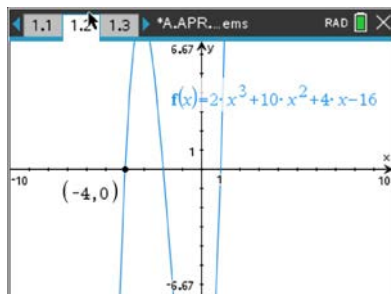 1.1 1.2 1.3 *A.APR....ems RAD
6.67 y
f(x)=2·x³+10·x²+4·x−16
1
x
-10 1 10
(-4,0)
-6.67